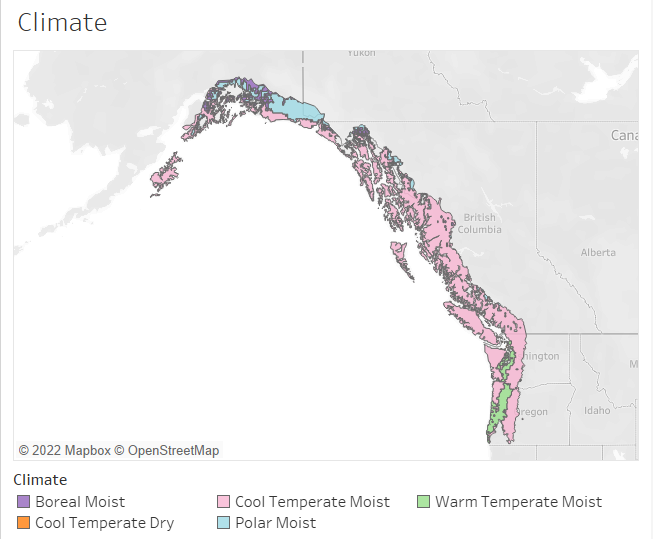 Climate
Yukon
Cana
British
Columbia
Alberta
hington
M
regon
Idaho
© 2022 Mapbox © OpenStreetMap
Climate
Boreal Moist
Cool Temperate Moist
Warm Temperate Moist
Cool Temperate Dry
Polar Moist